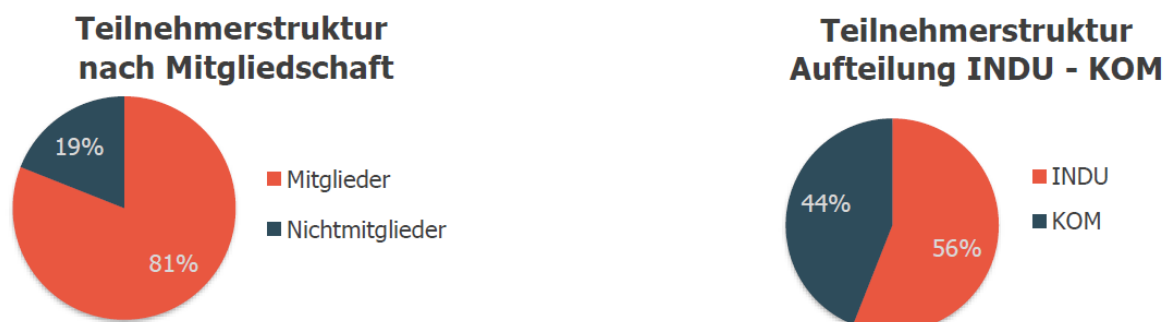 Teilnehmerstruktur
nach Mitgliedschaft
19%
81%
Mitglieder
Nichtmitglieder
Teilnehmerstruktur
Aufteilung INDU - KOM
44%
56%
INDU
KOM